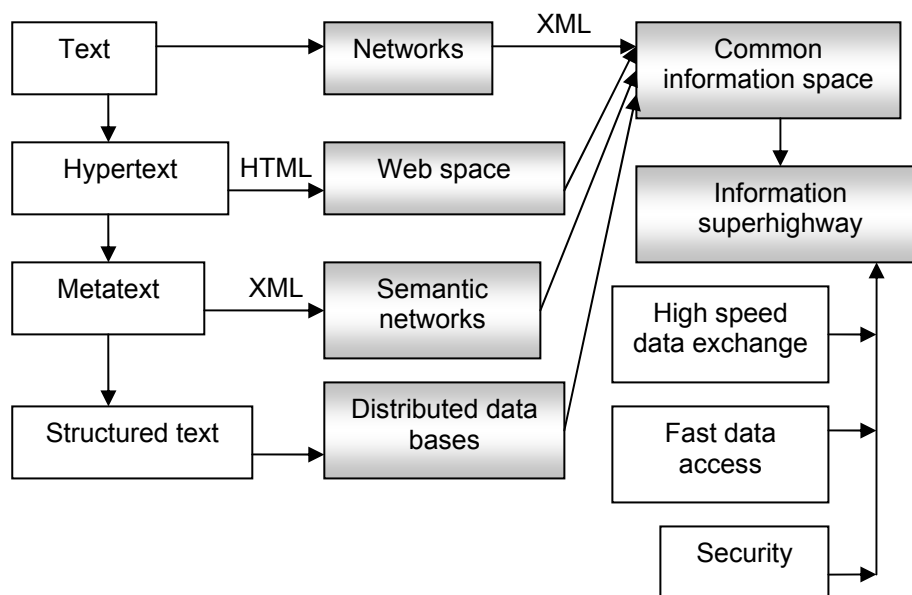 Text
Networks
XML
Common
information space
Hypertext
HTML
Web space
Information
superhighway
Metatext
XML
Semantic
networks
High speed
data exchange
Structured text
Distributed data
bases
Fast data
access
Security